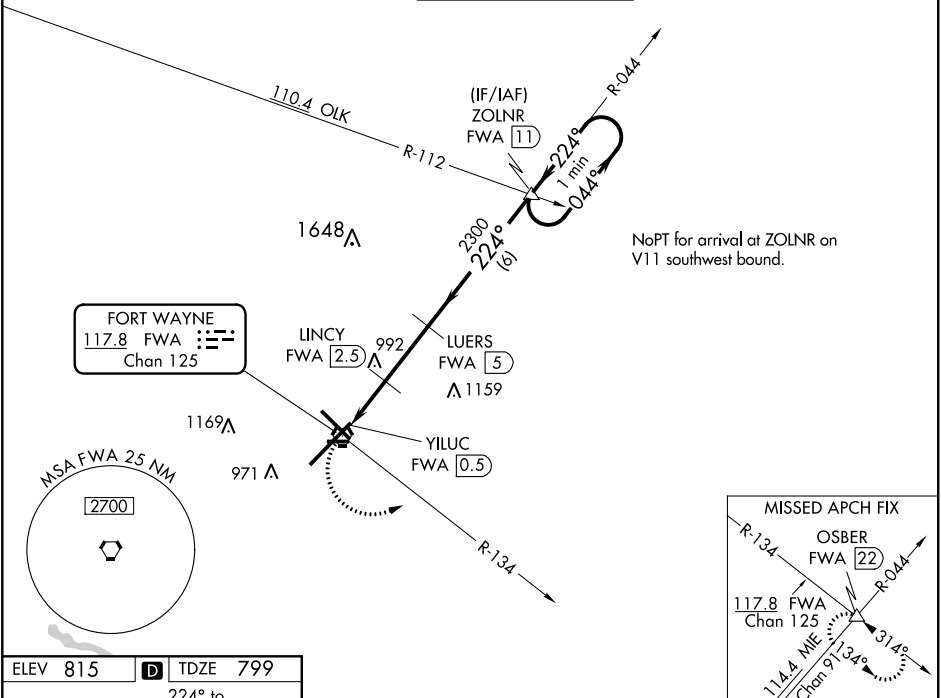 R-044
(IF/IAF)
ZOLNR
FWA 11
110.4 OLK
R-112
224°
1 min
044°
1648
2300
224°
(6)
NoPT for arrival at ZOLNR on
V11 southwest bound.
FORT WAYNE
117.8 FWA
Chan 125
LINCY
FWA 2.5
992
LUERS
FWA 5
1159
1169
971
YILUC
FWA 0.5
MSA FWA 25 NM
2700
R-134
MISSED APCH FIX
R-134
OSBER
FWA 22
R-044
117.8 FWA
Chan 125
314°
134°
114.4 MIE
Chan 91
ELEV 815
D
TDZE 799
224° to